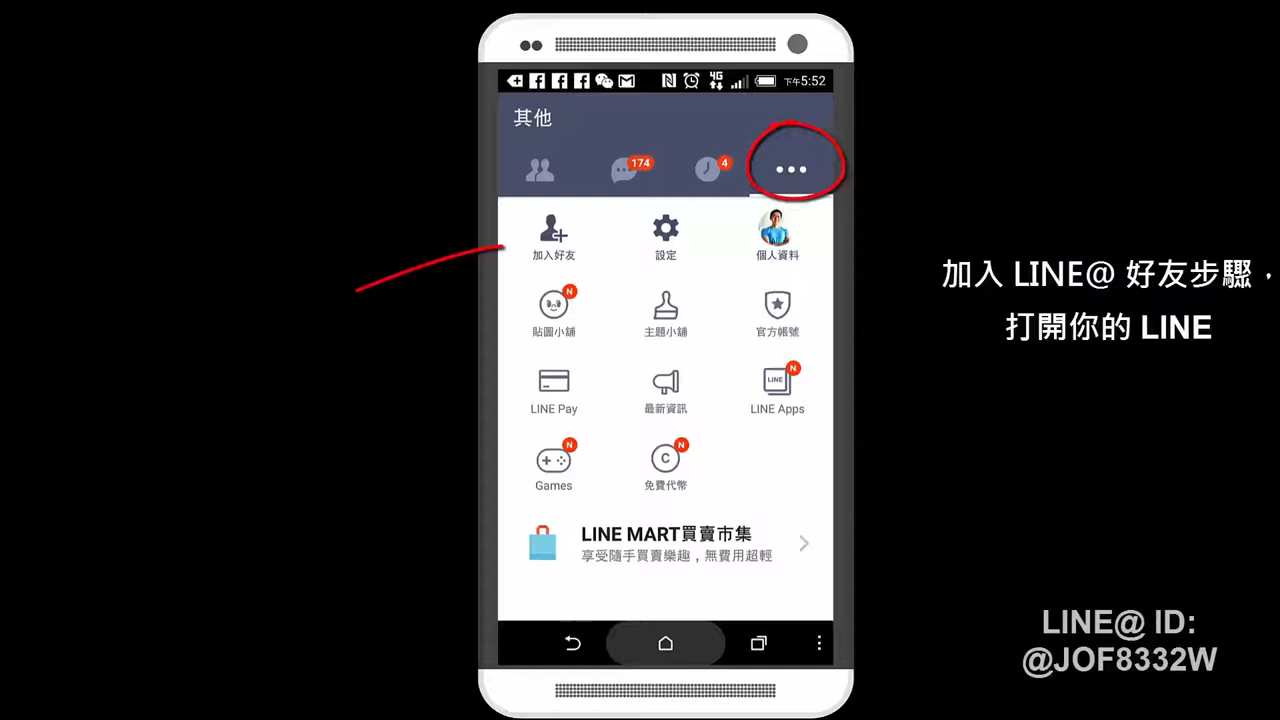 下午5:52
其他
174
4
加入好友
設定
個人資料
N
貼圖小舖
主題小舖
官方帳號
N
LINE
LINE Pay
最新資訊
LINE Apps
N
N
C
Games
免費代幣
LINE MART買賣市集
享受隨手買賣樂趣，無費用超輕
加入 LINE@ 好友步驟，
打開你的 LINE
LINE@ ID:
@JOF8332W